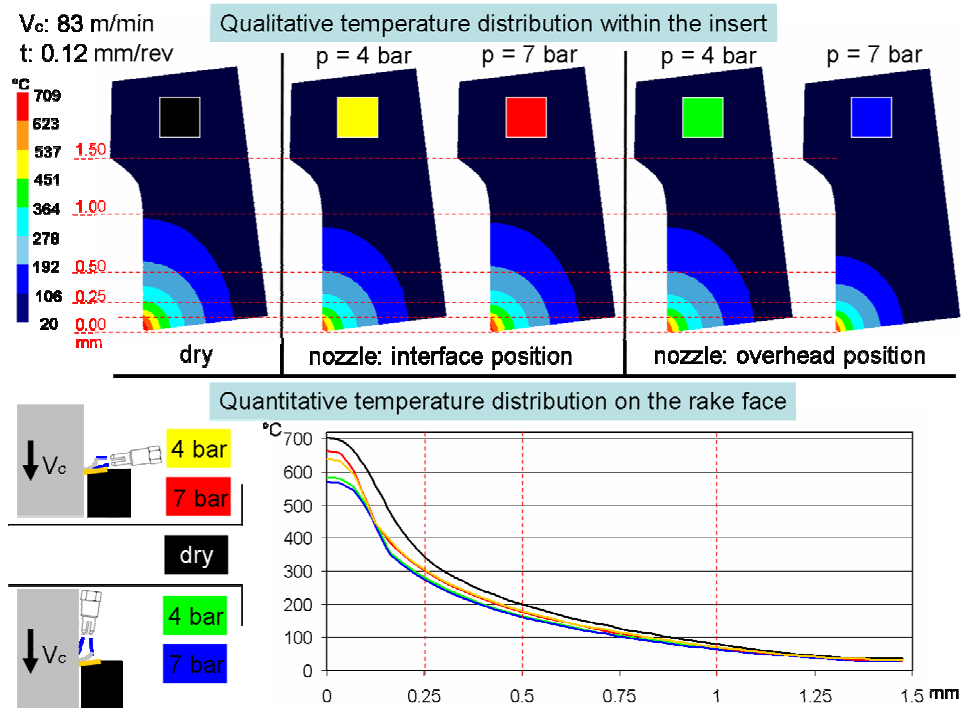 Vc: 83 m/min
t: 0.12 mm/rev
Qualitative temperature distribution within the insert
p = 4 bar p = 7 bar p = 4 bar p = 7 bar
°C
709
623
537
451
364
278
192
106
20
1.50
1.00
0.50
0.25
0.00
mm
dry nozzle: interface position nozzle: overhead position
Quantitative temperature distribution on the rake face
Vc
4 bar
7 bar
dry
4 bar
7 bar
Vc
°C
700
600
500
400
300
200
100
0
0 0.25 0.5 0.75 1 1.25 1.5 mm